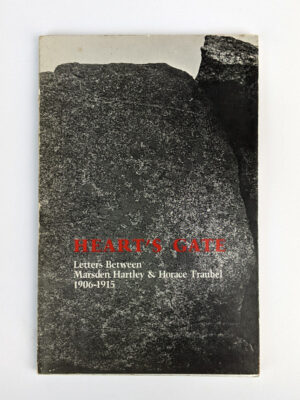 HEART'S GATE
Letters Between
Marsden Hartley & Horace Traubel
1906-1915